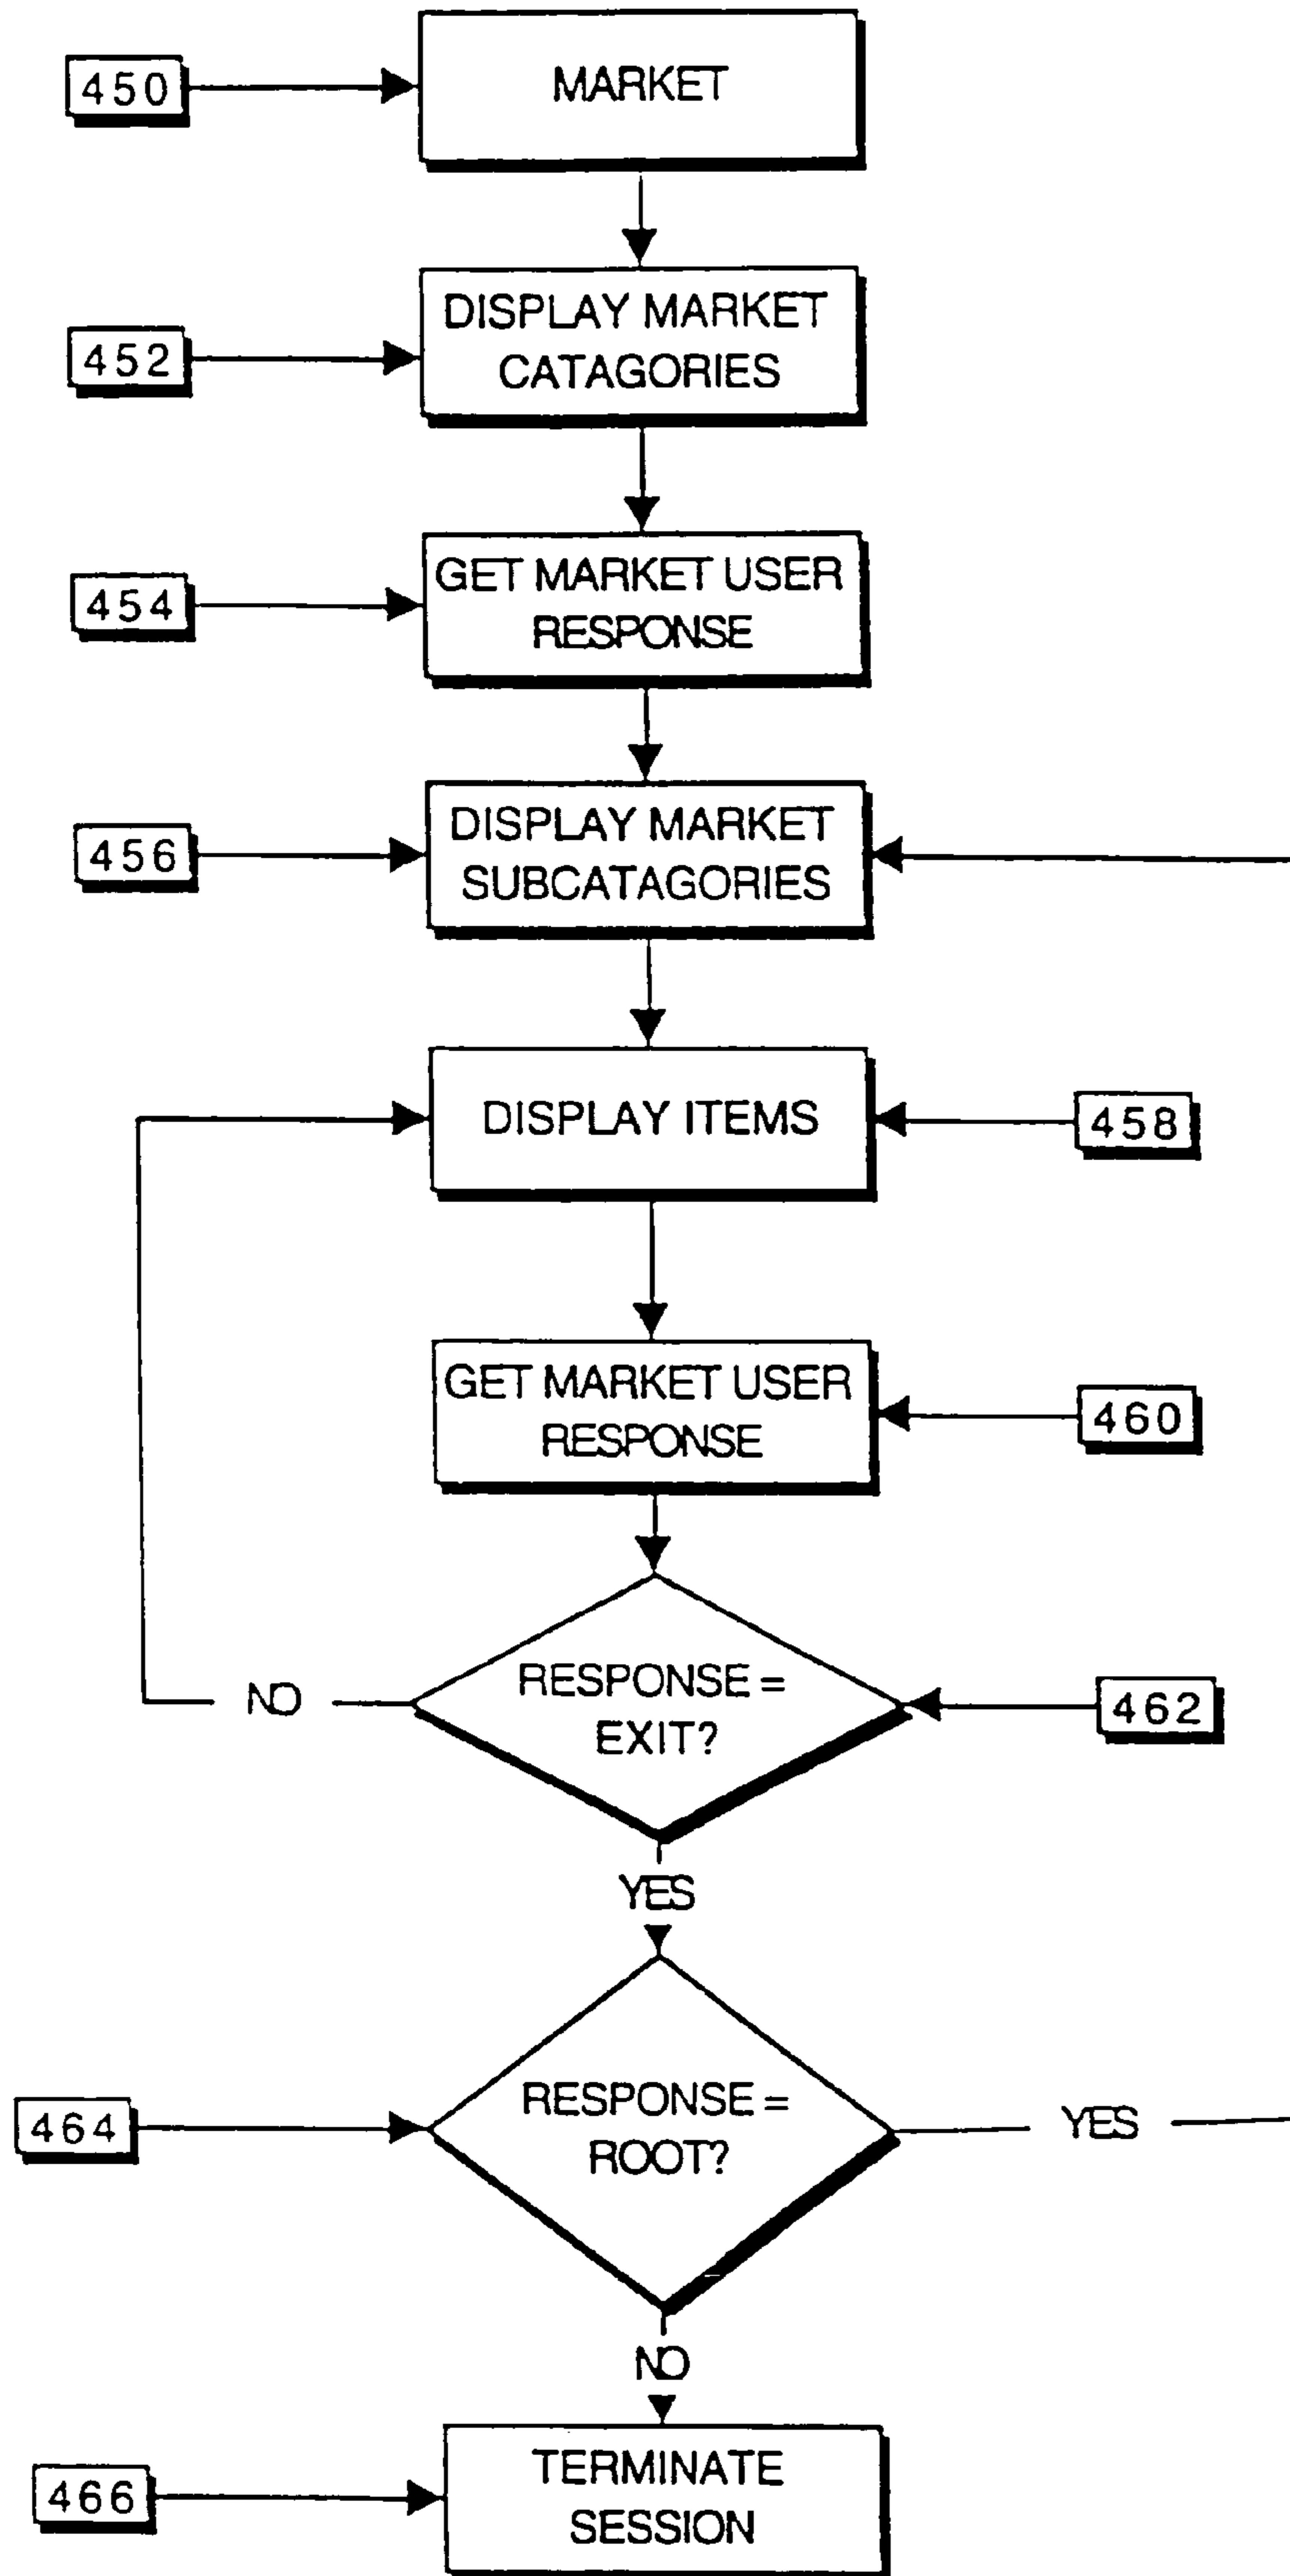 450
MARKET
452
DISPLAY MARKET
CATAGORIES
454
GET MARKET USER
RESPONSE
456
DISPLAY MARKET
SUBCATAGORIES
DISPLAY ITEMS
458
GET MARKET USER
RESPONSE
460
NO
RESPONSE =
EXIT?
462
YES
464
RESPONSE =
ROOT?
YES
NO
466
TERMINATE
SESSION